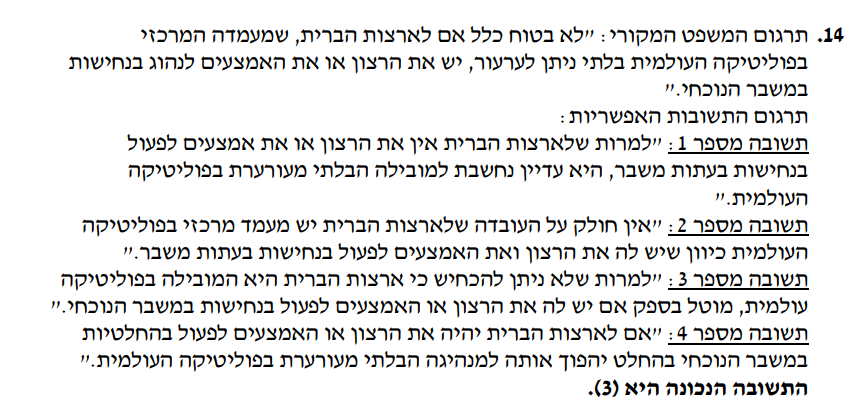 14. תרגום המשפט המקורי: "לא בטוח כלל אם לארצות הברית, שמעמדה המרכזי
בפוליטיקה העולמית בלתי ניתן לערעור, יש את הרצון או את האמצעים לנהוג בנחישות
במשבר הנוכחי."
תרגום התשובות האפשריות:
תשובה מספר 1: "למרות שלארצות הברית אין את הרצון או את אמצעים לפעול
בנחישות בעתות משבר, היא עדיין נחשבת למובילה הבלתי מעורערת בפוליטיקה
העולמית."
תשובה מספר 2: "אין חולק על העובדה שלארצות הברית יש מעמד מרכזי בפוליטיקה
העולמית כיוון שיש לה את הרצון ואת האמצעים לפעול בנחישות בעתות משבר."
תשובה מספר 3: "למרות שלא ניתן להכחיש כי ארצות הברית היא המובילה בפוליטיקה
עולמית, מוטל בספק אם יש לה את הרצון או האמצעים לפעול בנחישות במשבר הנוכחי."
תשובה מספר 4: "אם לארצות הברית יהיה את הרצון או האמצעים לפעול בהחלטיות
במשבר הנוכחי בהחלט יהפוך אותה למנהיגה הבלתי מעורערת בפוליטיקה העולמית."
התשובה הנכונה היא (3).